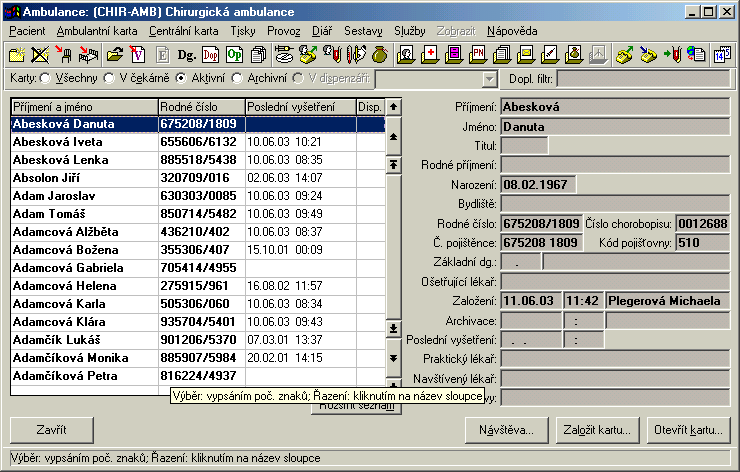 Ambulance: (CHIR-AMB) Chirurgická ambulance
Pacient Ambulantní karta Centrální karta Tisky Provoz Diář Sestavy Služby Zobrazit Nápověda
V E Dg. Dop Op PN 145
Karty: Všechny V čekárně Aktivní Archivní V dispenzáři: Dopl. filtr:
Příjmení a jméno Rodné číslo Poslední vyšetření Disp.
Abesková Danuta 675208/1809
Abesková Iveta 655606/6132 10.06.03 10:21
Abesková Lenka 885518/5438 10.06.03 08:35
Absolon Jiří 320709/016 02.06.03 14:07
Adam Jaroslav 630303/0085 10.06.03 09:24
Adam Tomáš 850714/5482 10.06.03 09:49
Adamcová Alžběta 436210/402 10.06.03 08:37
Adamcová Božena 355306/407 15.10.01 00:09
Adamcová Gabriela 705414/4955
Adamcová Helena 275915/961 16.08.02 11:57
Adamcová Karla 505306/060 10.06.03 08:34
Adamcová Klára 935704/5401 10.06.03 09:43
Adamčík Lukáš 901206/5370 07.03.01 13:37
Adamčíková Monika 885907/5984 20.02.01 14:15
Adamčíková Petra 816224/4937
Výběr: vypsáním poč. znaků; Řazení: kliknutím na název sloupce
Rozšířit seznam
Příjmení: Abesková
Jméno: Danuta
Titul:
Rodné příjmení:
Narození: 08.02.1967
Bydliště:
Rodné číslo: 675208/1809 Číslo chorobopisu: 0012688
Č. pojištěnce: 675208 1809 Kód pojišťovny: 510
Základní dg.: .
Ošetřující lékař:
Založení: 11.06.03 11:42 Plegerová Michaela
Archivace: :
Poslední vyšetření: . . :
Praktický lékař:
Navštívený lékař:
vy:
Zavřít Návštěva... Založit kartu... Otevřít kartu...
Výběr: vypsáním poč. znaků; Řazení: kliknutím na název sloupce